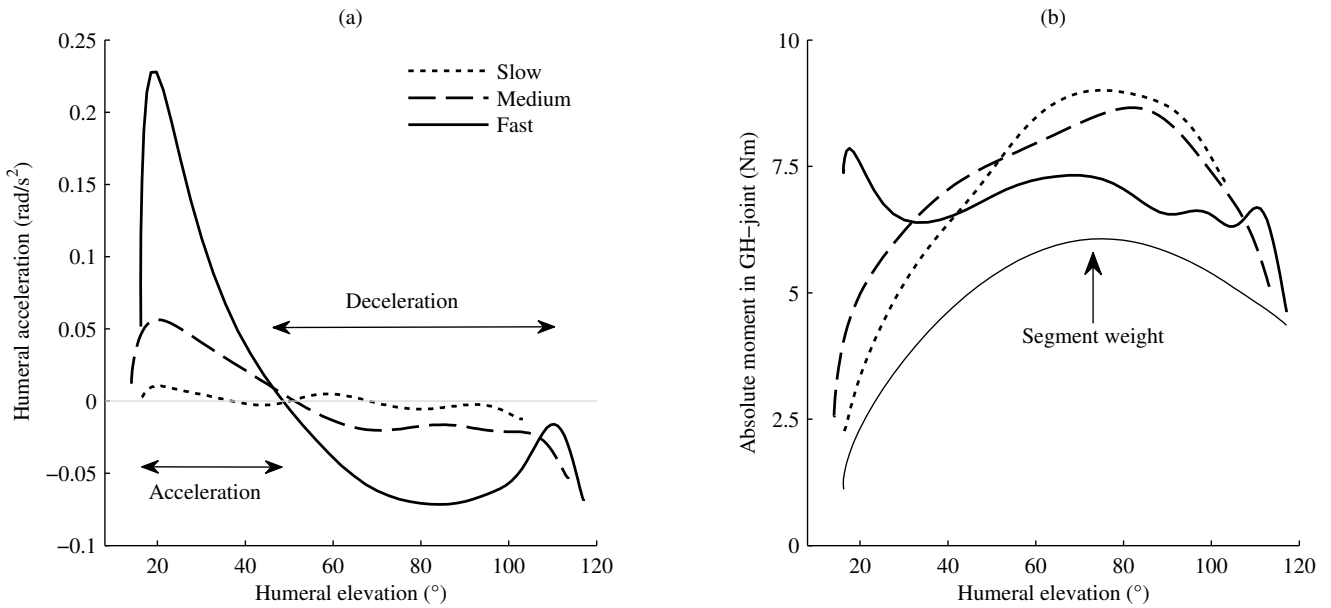 (a)
0.25
0.2
0.15
0.1
0.05
0
−0.05
−0.1
20
40
60
80
100
120
Humeral acceleration (rad/s²)
Humeral elevation (°)
Slow
Medium
Fast
Deceleration
Acceleration
(b)
10
7.5
5
2.5
0
20
40
60
80
100
120
Absolute moment in GH−joint (Nm)
Humeral elevation (°)
Segment weight